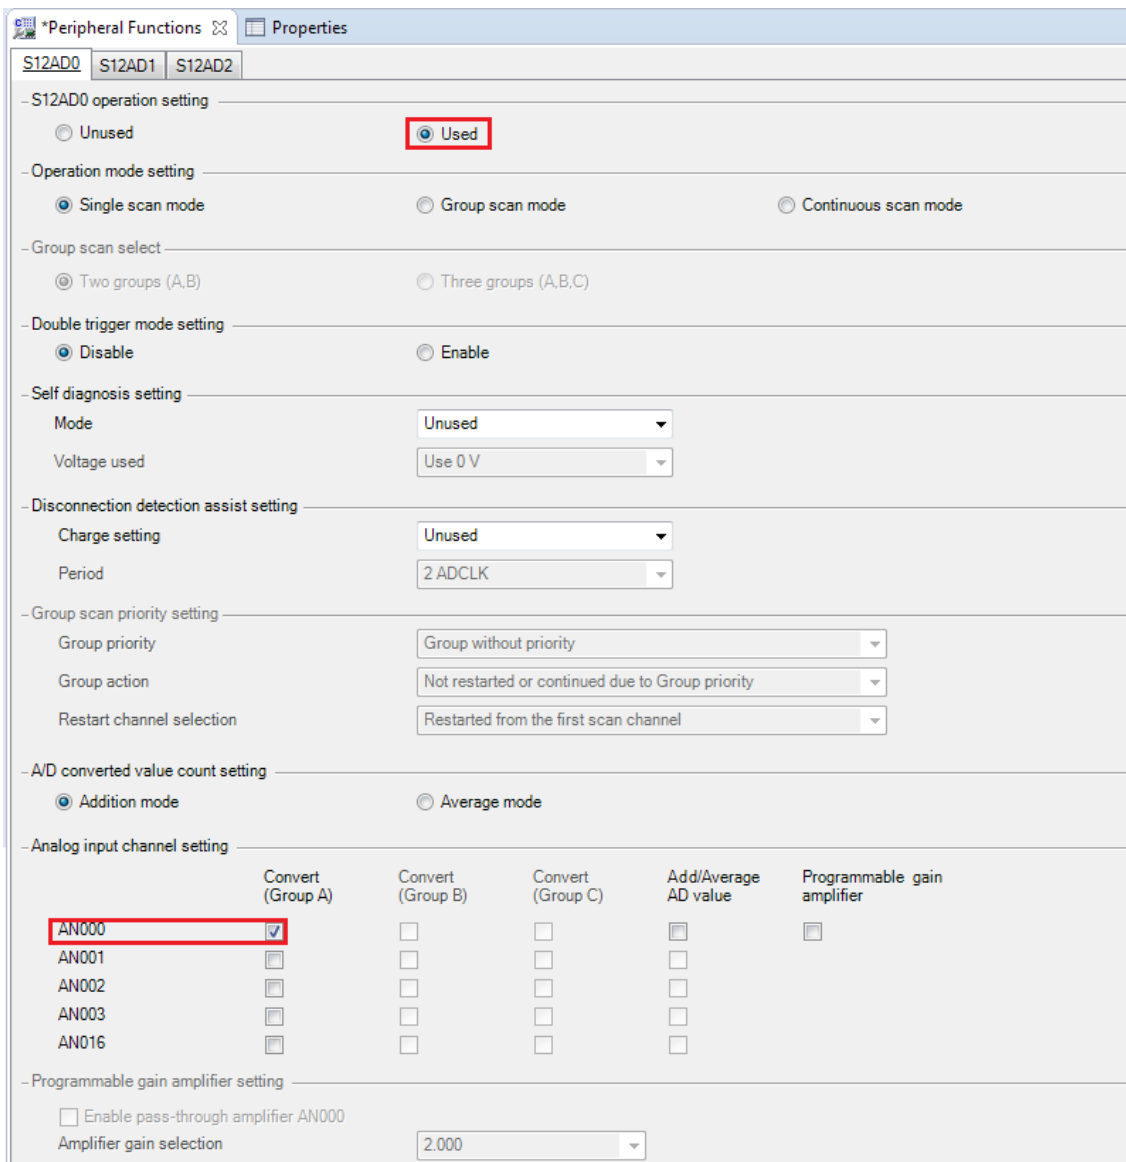 *Peripheral Functions Properties
S12AD0 S12AD1 S12AD2
S12AD0 operation setting
Unused Used
Operation mode setting
Single scan mode Group scan mode Continuous scan mode
Group scan select
Two groups (A,B) Three groups (A,B,C)
Double trigger mode setting
Disable Enable
Self diagnosis setting
Mode Unused
Voltage used Use 0 V
Disconnection detection assist setting
Charge setting Unused
Period 2 ADCLK
Group scan priority setting
Group priority Group without priority
Group action Not restarted or continued due to Group priority
Restart channel selection Restarted from the first scan channel
A/D converted value count setting
Addition mode Average mode
Analog input channel setting
Convert Convert Convert Add/Average Programmable gain
(Group A) (Group B) (Group C) AD value amplifier
AN000
AN001
AN002
AN003
AN016
Programmable gain amplifier setting
Enable pass-through amplifier AN000
Amplifier gain selection 2.000